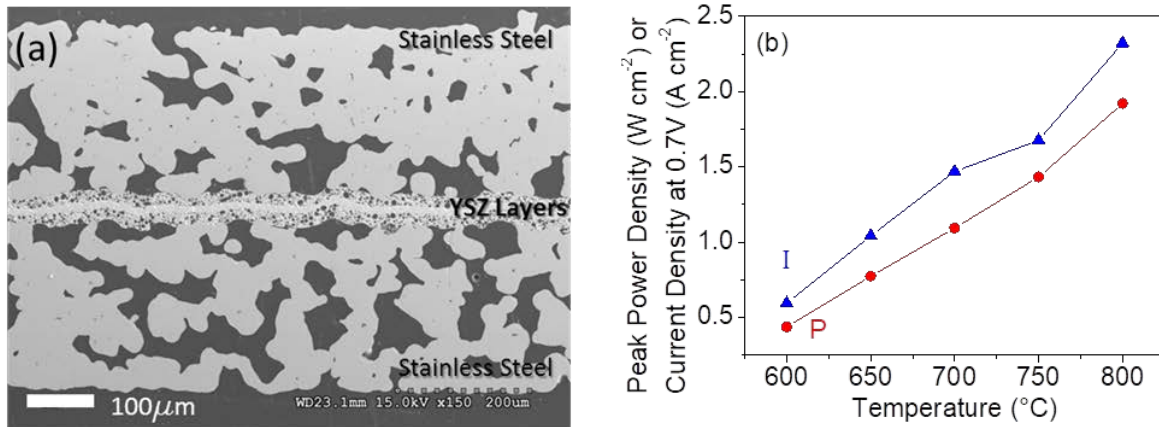 (a)
Stainless Steel
YSZ Layers
Stainless Steel
100μm
WD23.1mm 15.0kV x150 200um
(b)
Peak Power Density (W cm-2) or
Current Density at 0.7V (A cm-2)
2.5
2.0
1.5
1.0
0.5
I
P
600 650 700 750 800
Temperature (°C)